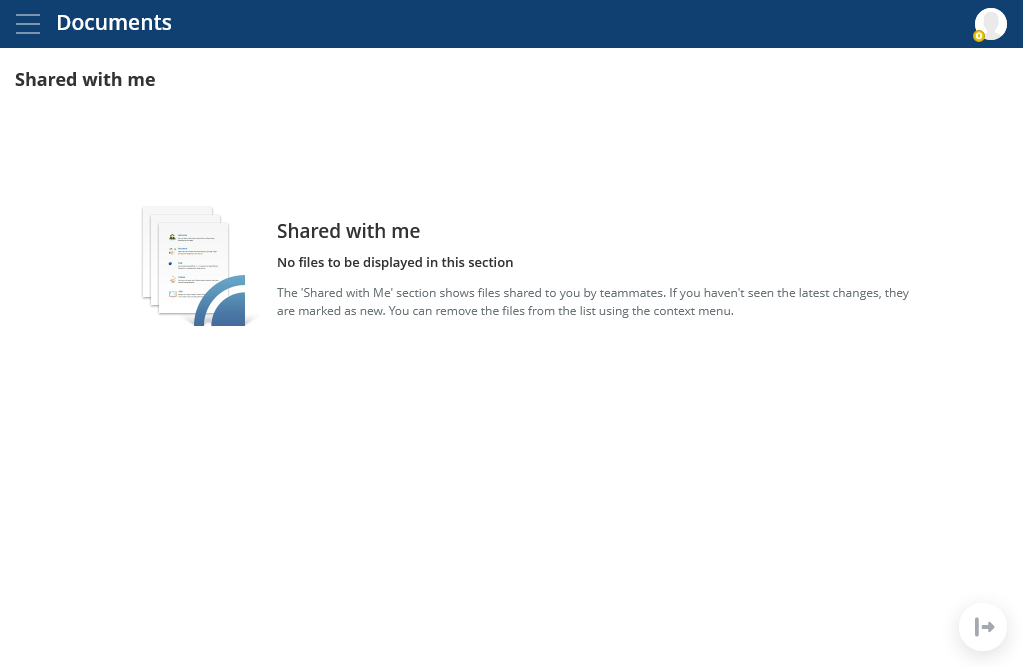 Documents
Shared with me
Shared with me
No files to be displayed in this section
The 'Shared with Me' section shows files shared to you by teammates. If you haven't seen the latest changes, they
are marked as new. You can remove the files from the list using the context menu.